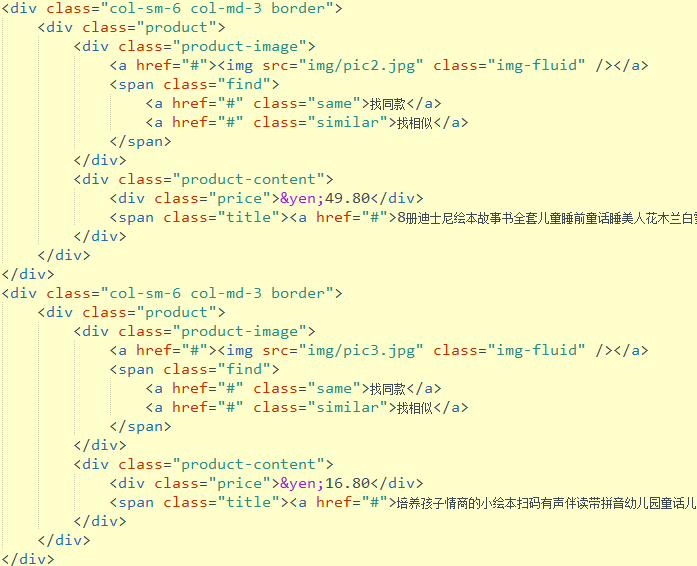 <div class="col-sm-6 col-md-3 border">
<div class="product">
<div class="product-image">
<a href="#"><img src="img/pic2.jpg" class="img-fluid" /></a>
<span class="find">
<a href="#" class="same">找同款</a>
<a href="#" class="similar">找相似</a>
</span>
</div>
<div class="product-content">
<div class="price">&yen;49.80</div>
<span class="title"><a href="#">8册迪士尼绘本故事书全套儿童睡前童话睡美人花木兰白雪
</div>
</div>
</div>
<div class="col-sm-6 col-md-3 border">
<div class="product">
<div class="product-image">
<a href="#"><img src="img/pic3.jpg" class="img-fluid" /></a>
<span class="find">
<a href="#" class="same">找同款</a>
<a href="#" class="similar">找相似</a>
</span>
</div>
<div class="product-content">
<div class="price">&yen;16.80</div>
<span class="title"><a href="#">培养孩子情商的小绘本扫码有声伴读带拼音幼儿园童话儿
</div>
</div>
</div>